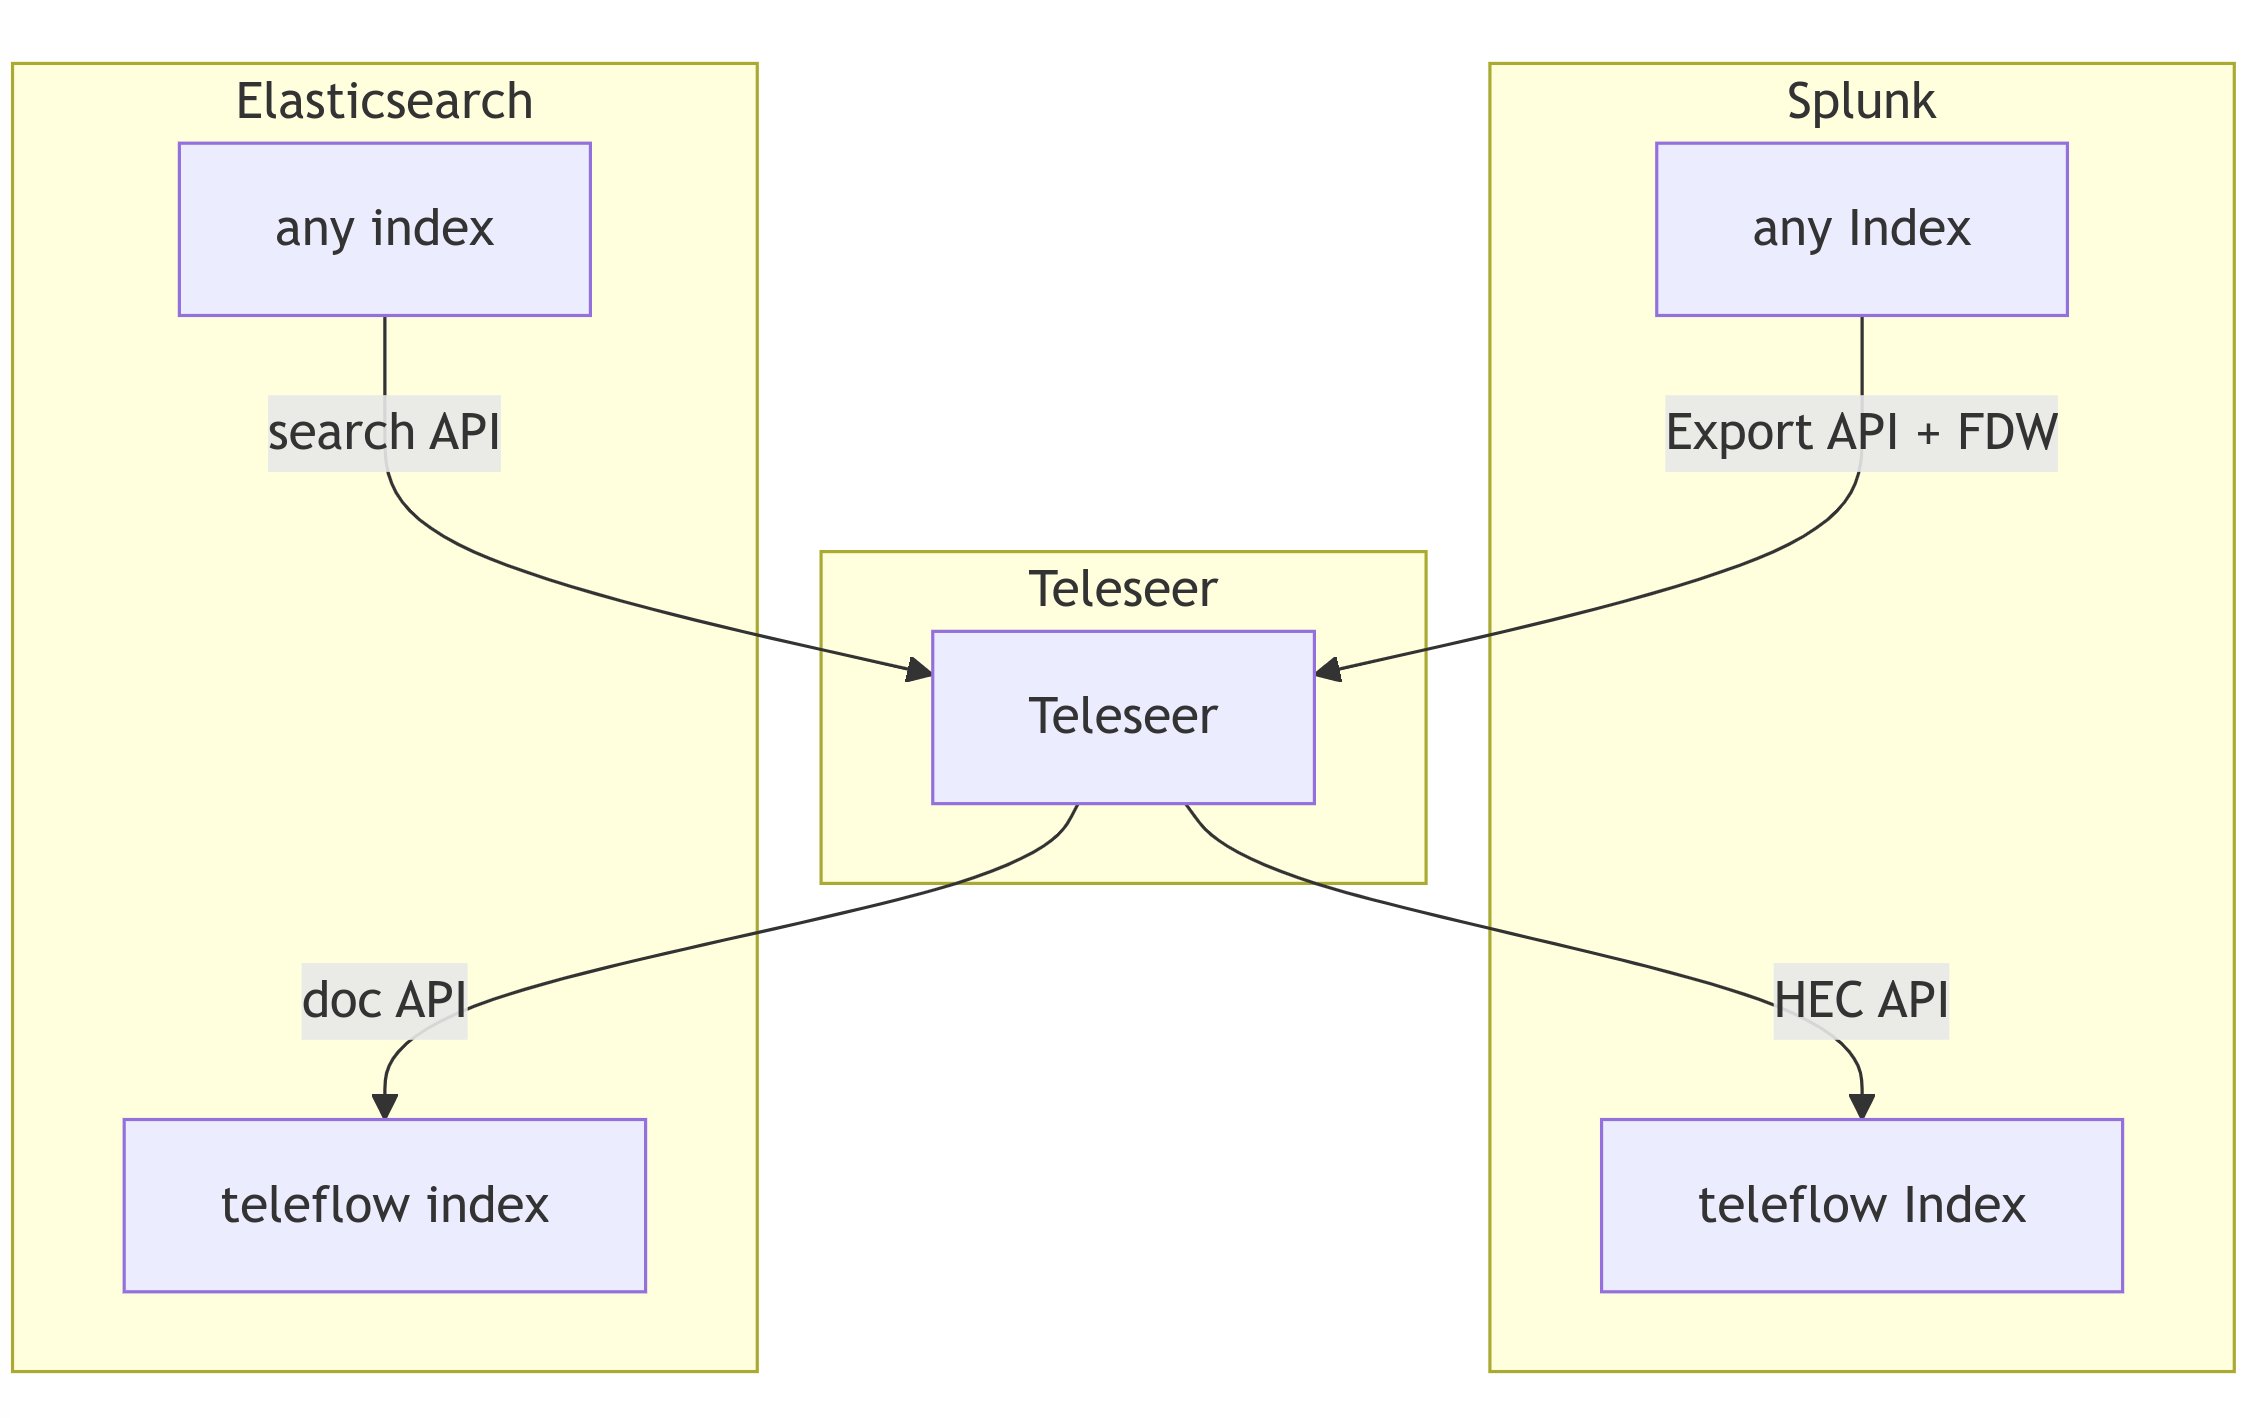 Elasticsearch
any index
search API
doc API
teleflow index
Teleseer
Teleseer
Splunk
any Index
Export API + FDW
HEC API
teleflow Index